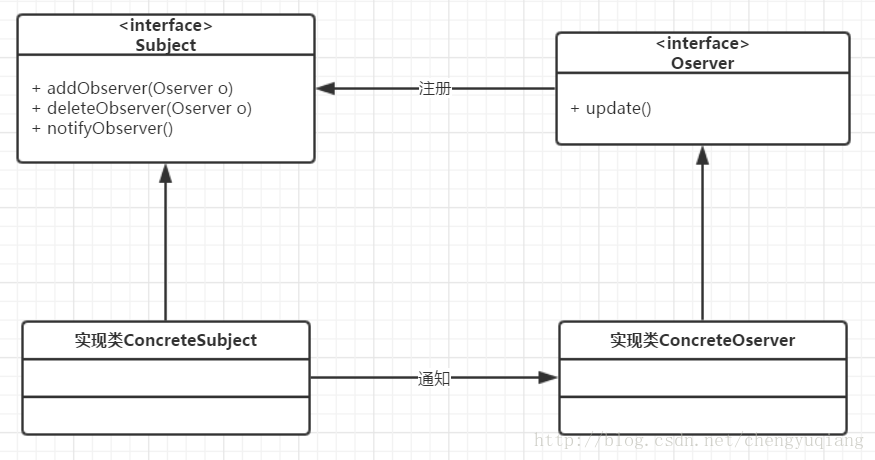 <interface>
Subject
+ addObserver(Oserver o)
+ deleteObserver(Oserver o)
+ notifyObserver()
<interface>
Oserver
+ update()
注册
实现类ConcreteSubject
通知
实现类ConcreteOserver
http://blog.csdn.net/chengyuqiang